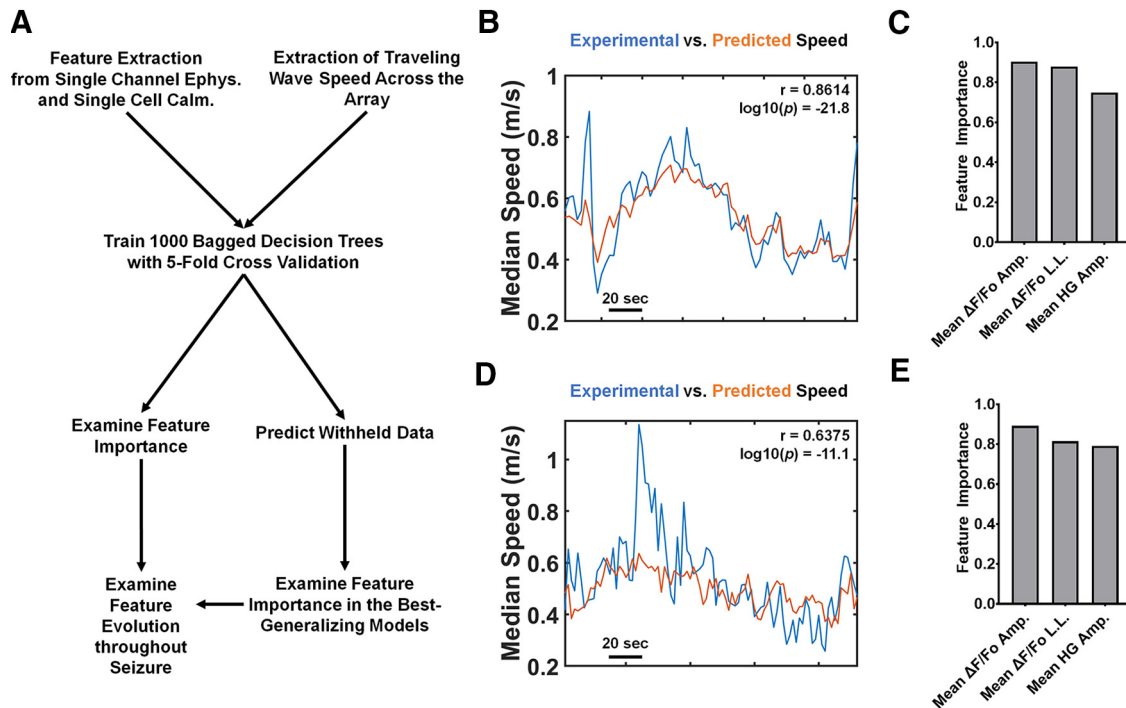 A
Feature Extraction
from Single Channel Ephys.
and Single Cell Calm.
Extraction of Traveling
Wave Speed Across the
Array
Train 1000 Bagged Decision Trees
with 5-Fold Cross Validation
Examine Feature
Importance
Predict Withheld Data
Examine
Feature
Evolution
throughout
Seizure
Examine Feature
Importance in the Best-
Generalizing Models
B
Experimental vs. Predicted Speed
r = 0.8614
log10(p) = -21.8
Median Speed (m/s)
1
0.8
0.6
0.4
0.2
20 sec
C
Feature Importance
1.0
0.8
0.6
0.4
0.2
0.0
Mean ΔF/Fo Amp.
Mean ΔF/Fo L.L.
Mean HG Amp.
D
Experimental vs. Predicted Speed
r = 0.6375
log10(p) = -11.1
Median Speed (m/s)
1
0.8
0.6
0.4
0.2
20 sec
E
Feature Importance
1.0
0.8
0.6
0.4
0.2
0.0
Mean ΔF/Fo Amp.
Mean ΔF/Fo L.L.
Mean HG Amp.